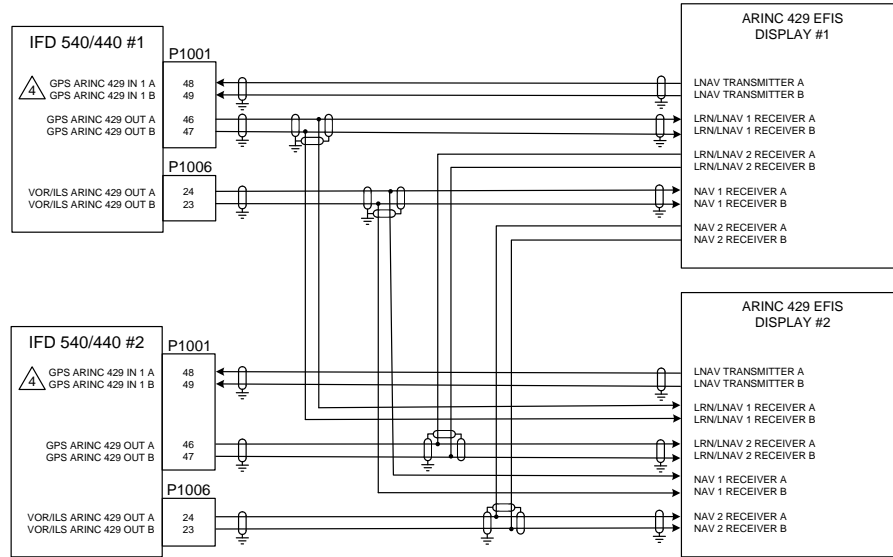 IFD 540/440 #1
P1001
4
GPS ARINC 429 IN 1 A 48
GPS ARINC 429 IN 1 B 49
GPS ARINC 429 OUT A 46
GPS ARINC 429 OUT B 47
P1006
VOR/ILS ARINC 429 OUT A 24
VOR/ILS ARINC 429 OUT B 23
ARINC 429 EFIS
DISPLAY #1
LNAV TRANSMITTER A
LNAV TRANSMITTER B
LRN/LNAV 1 RECEIVER A
LRN/LNAV 1 RECEIVER B
LRN/LNAV 2 RECEIVER A
LRN/LNAV 2 RECEIVER B
NAV 1 RECEIVER A
NAV 1 RECEIVER B
NAV 2 RECEIVER A
NAV 2 RECEIVER B
IFD 540/440 #2
P1001
4
GPS ARINC 429 IN 1 A 48
GPS ARINC 429 IN 1 B 49
GPS ARINC 429 OUT A 46
GPS ARINC 429 OUT B 47
P1006
VOR/ILS ARINC 429 OUT A 24
VOR/ILS ARINC 429 OUT B 23
ARINC 429 EFIS
DISPLAY #2
LNAV TRANSMITTER A
LNAV TRANSMITTER B
LRN/LNAV 1 RECEIVER A
LRN/LNAV 1 RECEIVER B
LRN/LNAV 2 RECEIVER A
LRN/LNAV 2 RECEIVER B
NAV 1 RECEIVER A
NAV 1 RECEIVER B
NAV 2 RECEIVER A
NAV 2 RECEIVER B